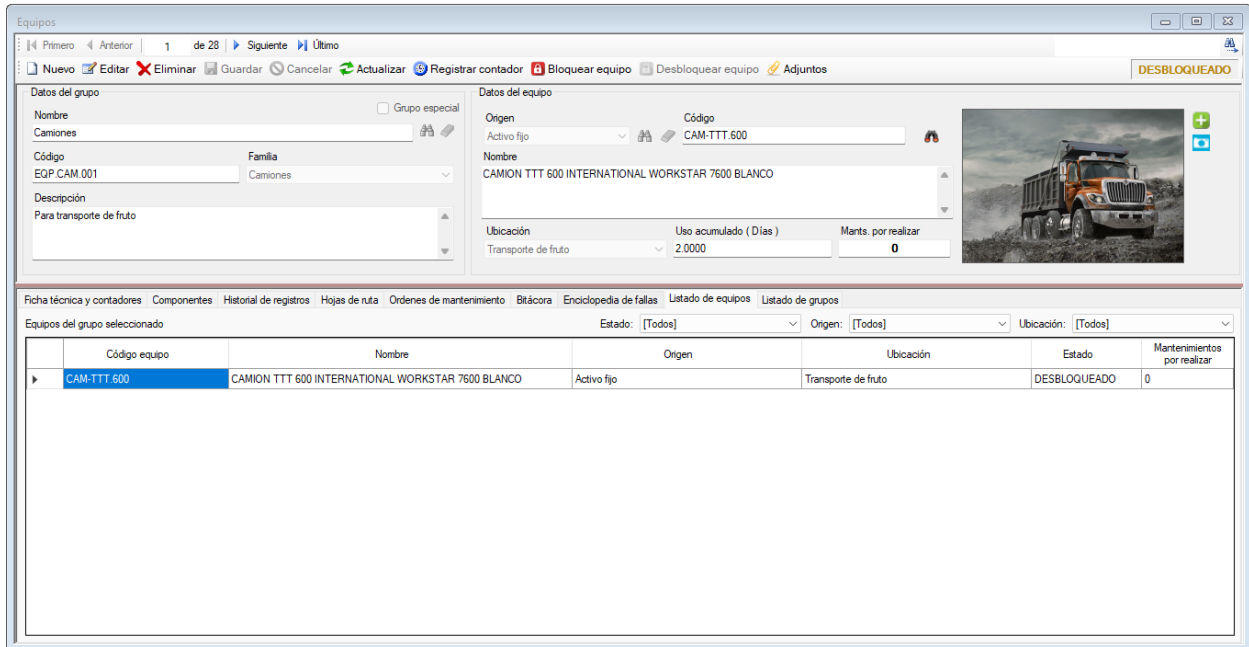 Equipos
Primero Anterior 1 de 28 Siguiente Último
Nuevo Editar Eliminar Guardar Cancelar Actualizar Registrar contador Bloquear equipo Desbloquear equipo Adjuntos DESBLOQUEADO
Datos del grupo
Grupo especial
Nombre
Camiones
Código Familia
EQP.CAM.001 Camiones
Descripción
Para transporte de fruto
Datos del equipo
Origen Código
Activo fijo CAM-TTT.600
Nombre
CAMION TTT 600 INTERNATIONAL WORKSTAR 7600 BLANCO
Ubicación Uso acumulado ( Días ) Mants. por realizar
Transporte de fruto 2.0000 0
Ficha técnica y contadores Componentes Historial de registros Hojas de ruta Ordenes de mantenimiento Bitácora Enciclopedia de fallas Listado de equipos Listado de grupos
Equipos del grupo seleccionado Estado: [Todos] Origen: [Todos] Ubicación: [Todos]
Código equipo Nombre Origen Ubicación Estado Mantenimientos por realizar
CAM-TTT.600 CAMION TTT 600 INTERNATIONAL WORKSTAR 7600 BLANCO Activo fijo Transporte de fruto DESBLOQUEADO 0